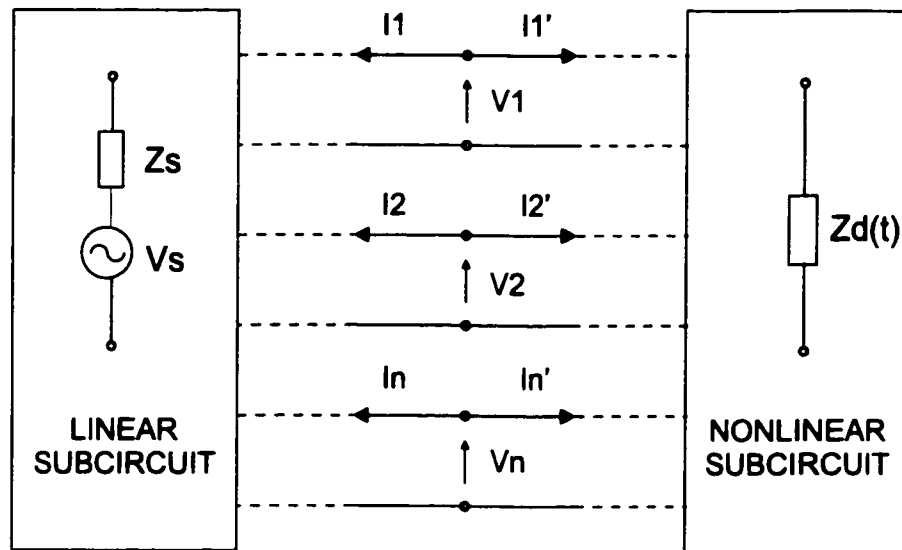 I1 I1'
V1
Zs
Vs
I2 I2'
V2
Zd(t)
In In'
Vn
LINEAR
SUBCIRCUIT
NONLINEAR
SUBCIRCUIT